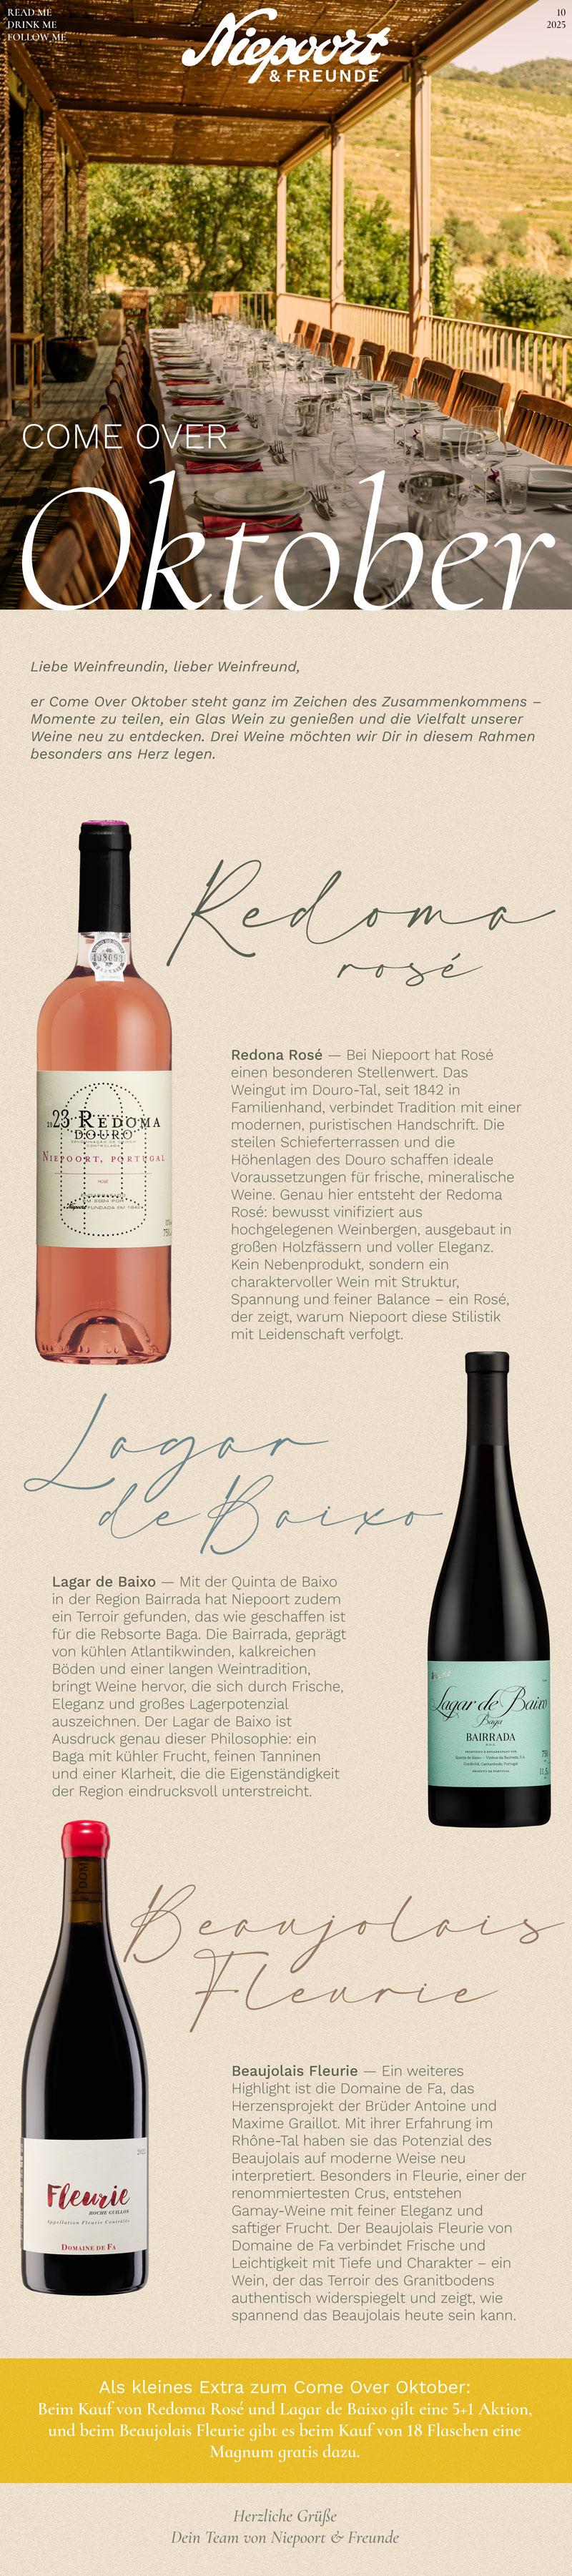 READ ME
DRINK ME
FOLLOW ME
10
2025
Niepoort
& FREUNDE
COME OVER
Oktober
Liebe Weinfreundin, lieber Weinfreund,
er Come Over Oktober steht ganz im Zeichen des Zusammenkommens –
Momente zu teilen, ein Glas Wein zu genießen und die Vielfalt unserer
Weine neu zu entdecken. Drei Weine möchten wir Dir in diesem Rahmen
besonders ans Herz legen.
Redoma
rosé
2023 REDOMA
DOURO
NIEPOORT, PORTUGAL
ROSÉ
Redona Rosé — Bei Niepoort hat Rosé
einen besonderen Stellenwert. Das
Weingut im Douro-Tal, seit 1842 in
Familienhand, verbindet Tradition mit einer
modernen, puristischen Handschrift. Die
steilen Schieferterrassen und die
Höhenlagen des Douro schaffen ideale
Voraussetzungen für frische, mineralische
Weine. Genau hier entsteht der Redoma
Rosé: bewusst vinifiziert aus
hochgelegenen Weinbergen, ausgebaut in
großen Holzfässern und voller Eleganz.
Kein Nebenprodukt, sondern ein
charaktervoller Wein mit Struktur,
Spannung und feiner Balance – ein Rosé,
der zeigt, warum Niepoort diese Stilistik
mit Leidenschaft verfolgt.
Lagar
de Baixo
Lagar de Baixo — Mit der Quinta de Baixo
in der Region Bairrada hat Niepoort zudem
ein Terroir gefunden, das wie geschaffen ist
für die Rebsorte Baga. Die Bairrada, geprägt
von kühlen Atlantikwinden, kalkreichen
Böden und einer langen Weintradition,
bringt Weine hervor, die sich durch Frische,
Eleganz und großes Lagerpotenzial
auszeichnen. Der Lagar de Baixo ist
Ausdruck genau dieser Philosophie: ein
Baga mit kühler Frucht, feinen Tanninen
und einer Klarheit, die die Eigenständigkeit
der Region eindrucksvoll unterstreicht.
Lagar de Baixo
Baga
BAIRRADA
Beaujolais
Fleurie
Fleurie
ROCHE GUILLON
Appellation Fleurie Contrôlée
DOMAINE DE FA
Beaujolais Fleurie — Ein weiteres
Highlight ist die Domaine de Fa, das
Herzensprojekt der Brüder Antoine und
Maxime Graillot. Mit ihrer Erfahrung im
Rhône-Tal haben sie das Potenzial des
Beaujolais auf moderne Weise neu
interpretiert. Besonders in Fleurie, einer der
renommiertesten Crus, entstehen
Gamay-Weine mit feiner Eleganz und
saftiger Frucht. Der Beaujolais Fleurie von
Domaine de Fa verbindet Frische und
Leichtigkeit mit Tiefe und Charakter – ein
Wein, der das Terroir des Granitbodens
authentisch widerspiegelt und zeigt, wie
spannend das Beaujolais heute sein kann.
Als kleines Extra zum Come Over Oktober:
Beim Kauf von Redoma Rosé und Lagar de Baixo gilt eine 5+1 Aktion,
und beim Beaujolais Fleurie gibt es beim Kauf von 18 Flaschen eine
Magnum gratis dazu.
Herzliche Grüße
Dein Team von Niepoort & Freunde